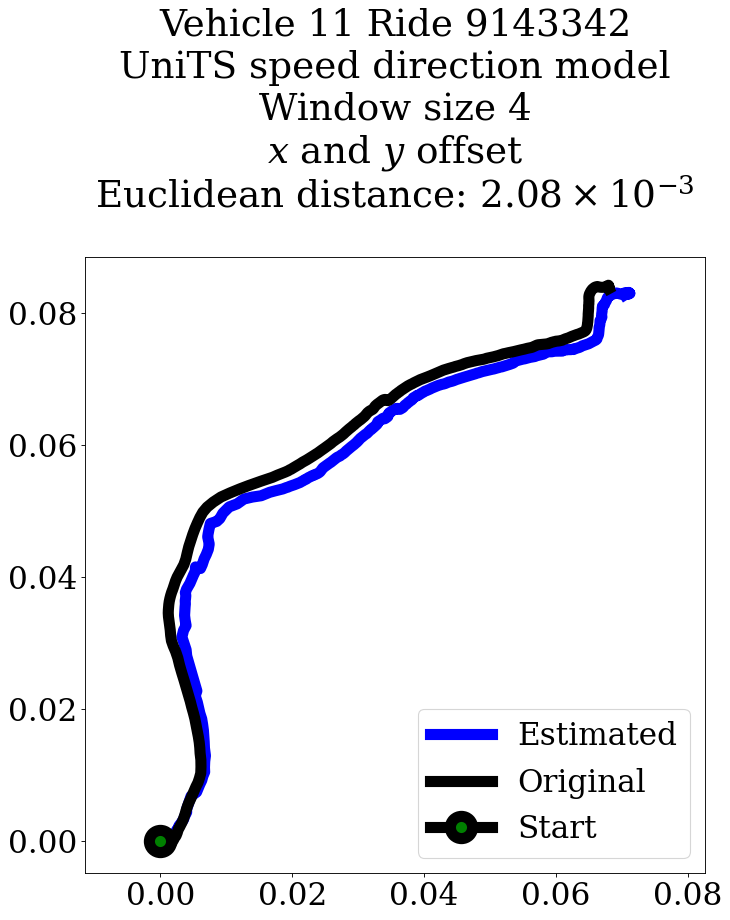 Vehicle 11 Ride 9143342
UniTS speed direction model
Window size 4
x and y offset
Euclidean distance: 2.08 × 10⁻³
0.08
0.06
0.04
0.02
0.00
Estimated
Original
Start
0.00 0.02 0.04 0.06 0.08